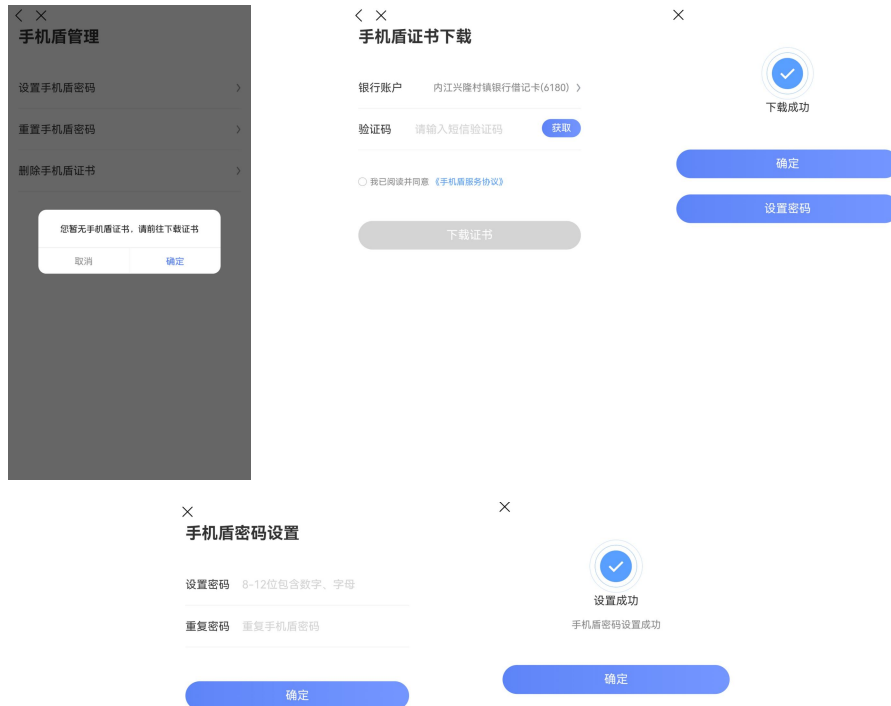 手机盾管理
设置手机盾密码
重置手机盾密码
删除手机盾证书
您暂无手机盾证书，请前往下载证书
取消 确定
手机盾证书下载
银行账户 内江兴隆村镇银行借记卡(6180)
验证码 请输入短信验证码 获取
我已阅读并同意《手机盾服务协议》
下载证书
下载成功
确定
设置密码
手机盾密码设置
设置密码 8-12位包含数字、字母
重复密码 重复手机盾密码
确定
设置成功
手机盾密码设置成功
确定